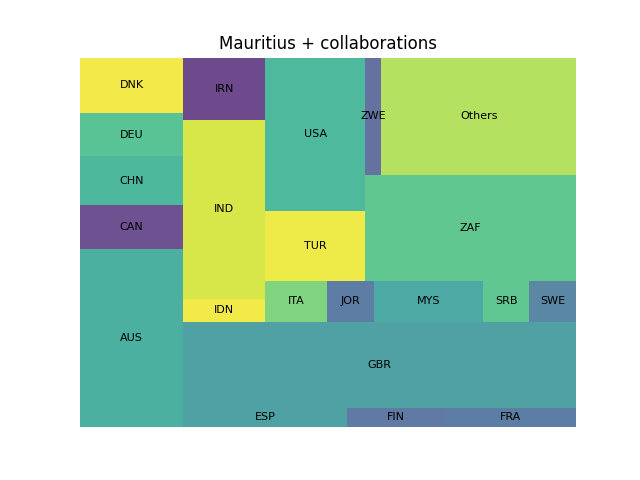 Mauritius + collaborations
DNK
IRN
USA
ZWE
Others
DEU
CHN
IND
CAN
ZAF
TUR
ITA
JOR
MYS
SRB
SWE
IDN
AUS
GBR
ESP
FIN
FRA